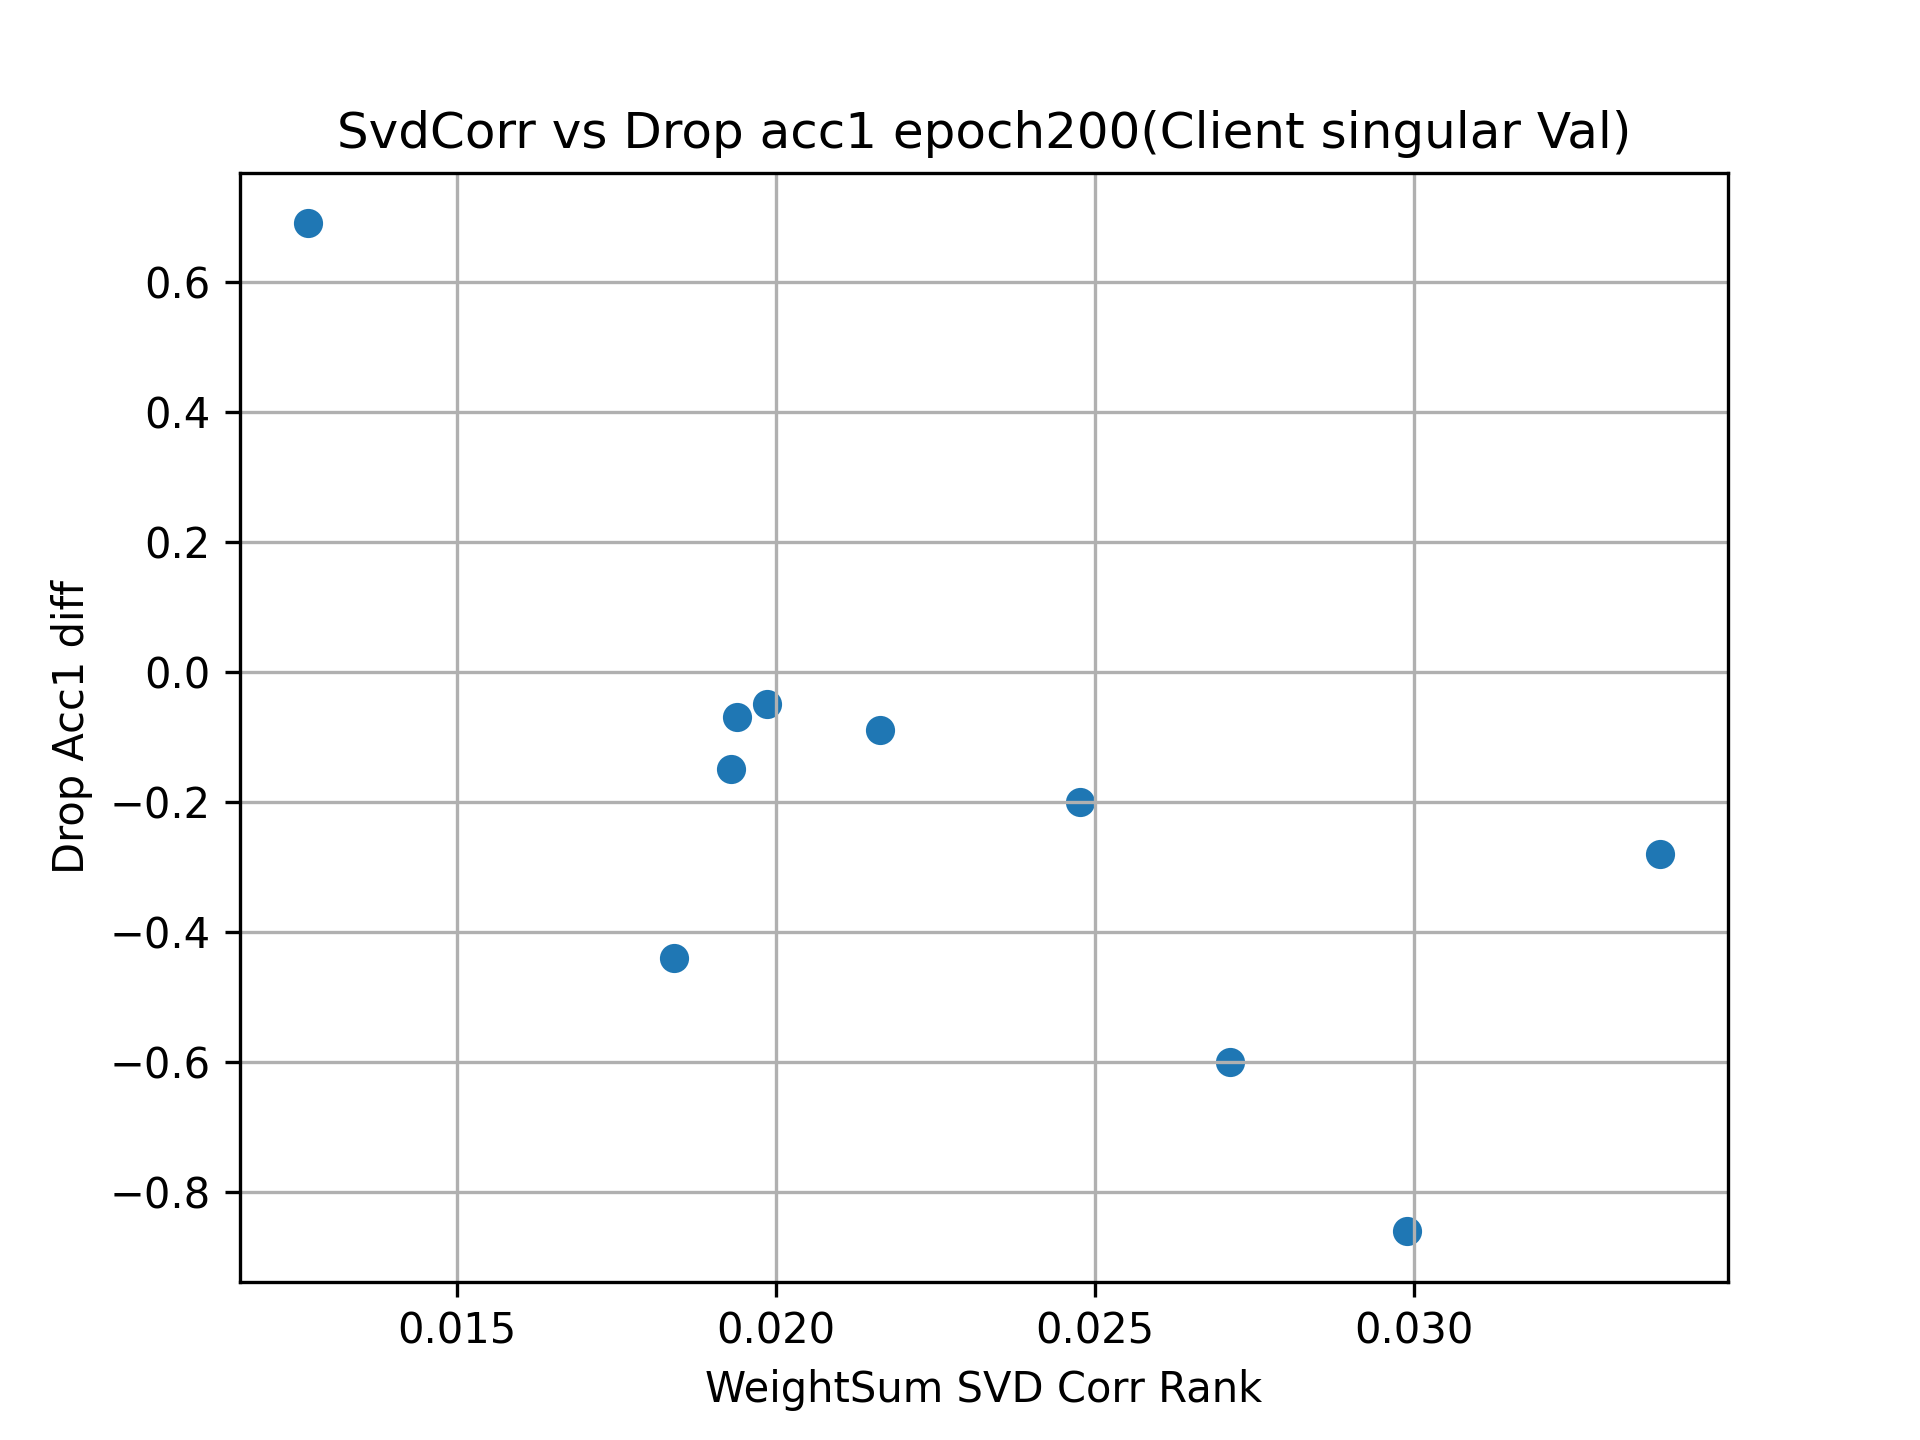 SvdCorr vs Drop acc1 epoch200(Client singular Val)
0.6
0.4
0.2
0.0
−0.2
−0.4
−0.6
−0.8
Drop Acc1 diff
0.015 0.020 0.025 0.030
WeightSum SVD Corr Rank